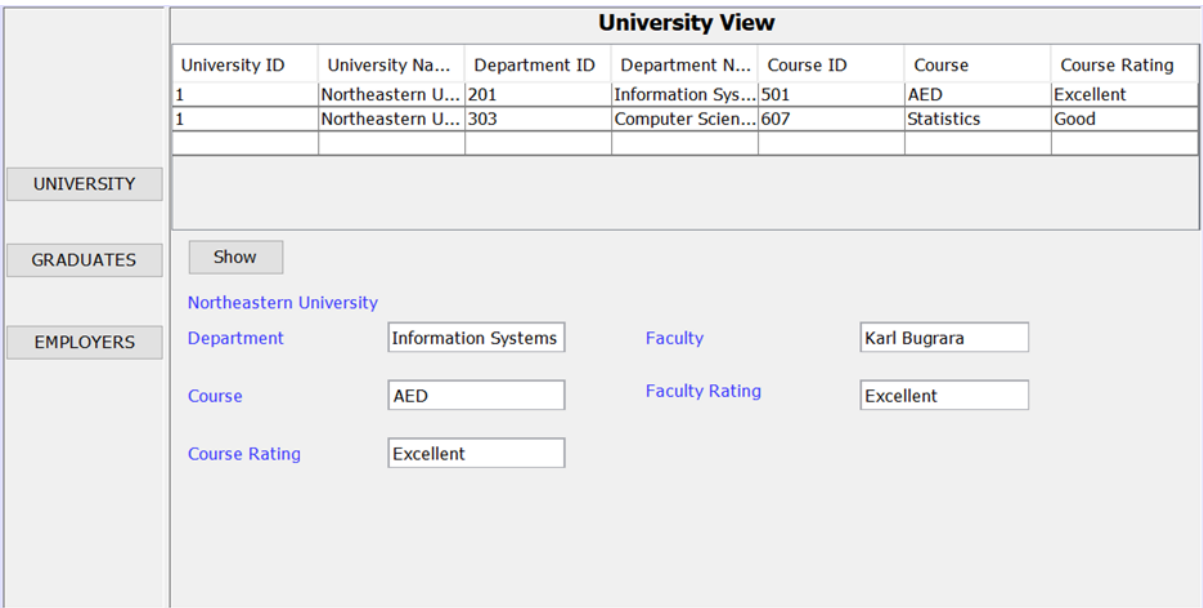 University View
University ID University Na... Department ID Department N... Course ID Course Course Rating
1 Northeastern U... 201 Information Sys... 501 AED Excellent
1 Northeastern U... 303 Computer Scien... 607 Statistics Good
UNIVERSITY
GRADUATES
EMPLOYERS
Show
Northeastern University
Department Information Systems Faculty Karl Bugrara
Course AED Faculty Rating Excellent
Course Rating Excellent